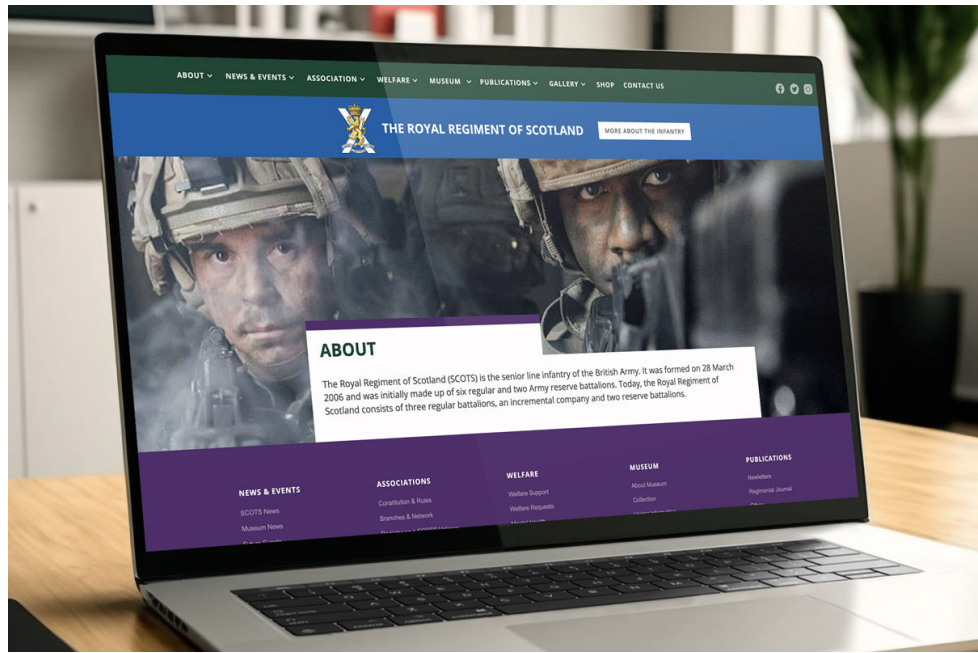 ABOUT NEWS & EVENTS ASSOCIATION WELFARE MUSEUM PUBLICATIONS GALLERY SHOP CONTACT US
THE ROYAL REGIMENT OF SCOTLAND MORE ABOUT THE INFANTRY
ABOUT
The Royal Regiment of Scotland (SCOTS) is the senior line infantry of the British Army. It was formed on 28 March
2006 and was initially made up of six regular and two Army reserve battalions. Today, the Royal Regiment of
Scotland consists of three regular battalions, an incremental company and two reserve battalions.
NEWS & EVENTS
SCOTS News
Museum News
ASSOCIATIONS
Constitution & Rules
Branches & Network
WELFARE
Welfare Support
Welfare Requests
MUSEUM
About Museum
Collection
PUBLICATIONS
Newsletters
Regimental Journal